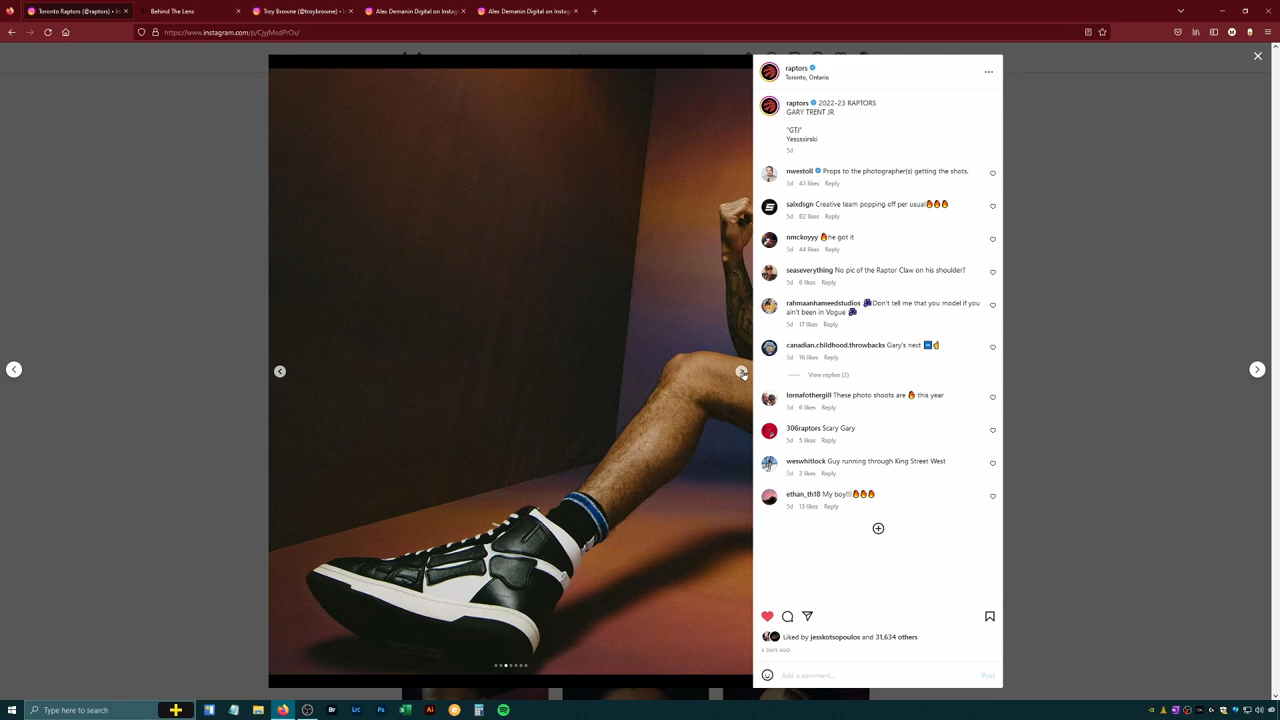 Toronto Raptors (@raptors) • In
Behind The Lens
Troy Browne (@troybrowne) • I
Alex Demanin Digital on Instag
Alex Demanin Digital on Instag
https://www.instagram.com/p/CjyjMsdPrOx/
raptors
Toronto, Ontario
raptors 2022-23 RAPTORS
GARY TRENT JR
"GTJ"
Yessssirski
5d
nwestoll Props to the photographer(s) getting the shots.
5d 43 likes Reply
saixdsgn Creative team popping off per usual🔥🔥🔥
5d 82 likes Reply
nmckoyyy 🔥he got it
5d 44 likes Reply
seaseverything No pic of the Raptor Claw on his shoulder?
5d 6 likes Reply
rahmaanhameedstudios Don't tell me that you model if you
ain't been in Vogue
5d 17 likes Reply
canadian.childhood.throwbacks Gary's nest
5d 16 likes Reply
View replies (2)
lornafothergill These photo shoots are 🔥 this year
5d 6 likes Reply
306raptors Scary Gary
5d 5 likes Reply
weswhitlock Guy running through King Street West
5d 2 likes Reply
ethan_th18 My boy!!!🔥🔥🔥
5d 13 likes Reply
Liked by jesskotsopoulos and 31,634 others
DAYS AGO
Add a comment...
Post
Type here to search